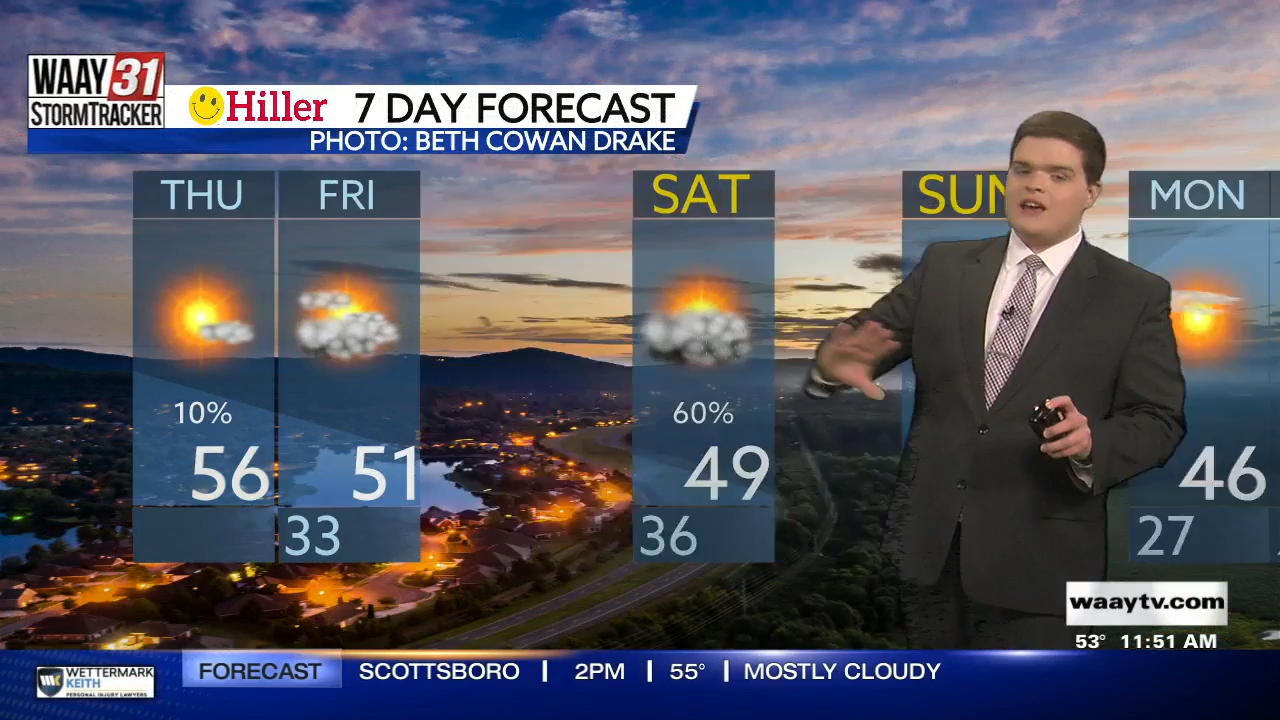 WAAY 31
STORMTRACKER
Hiller 7 DAY FORECAST
PHOTO: BETH COWAN DRAKE
THU FRI SAT SUN MON
10% 60%
56 51 49 46
33 36 27
waaytv.com
53° 11:51 AM
WETTERMARK
KEITH
PERSONAL INJURY LAWYERS
FORECAST SCOTTSBORO | 2PM | 55° | MOSTLY CLOUDY